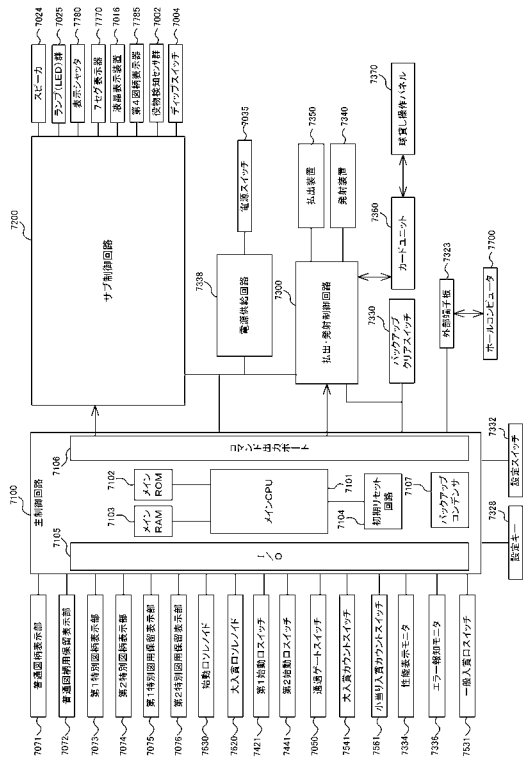 7071 普通図柄表示部
7072 普通図柄用保留表示部
7073 第1特別図柄表示部
7074 第2特別図柄表示部
7075 第1特別図柄用保留表示部
7076 第2特別図柄用保留表示部
7630 始動口ソレノイド
7620 大入賞口ソレノイド
7421 第1始動口スイッチ
7441 第2始動口スイッチ
7050 通過ゲートスイッチ
7541 大入賞カウントスイッチ
7561 小当り入賞カウントスイッチ
7334 性能表示モニタ
7336 エラー報知モニタ
7531 一般入賞口スイッチ
7100
主制御回路
7105
I/O
7103
メイン
RAM
7102
メイン
ROM
メインCPU
7101
7104
初期リセット
回路
7107
バックアップ
コンデンサ
7106
コマンド出力ポート
7328
設定キー
7332
設定スイッチ
7200
サブ制御回路
スピーカ 7024
ランプ(LED)群 7025
表示シャッタ 7780
7セグ表示器 7770
液晶表示装置 7016
第4図柄表示器 7785
役物検知センサ群 7002
ディップスイッチ 7004
7338
電源供給回路
電源スイッチ 7035
7300
払出・発射制御回路
払出装置 7350
発射装置 7340
7330
バックアップ
クリアスイッチ
7360
カードユニット
7370
球貸し操作パネル
外部端子板 7323
ホールコンピュータ 7700